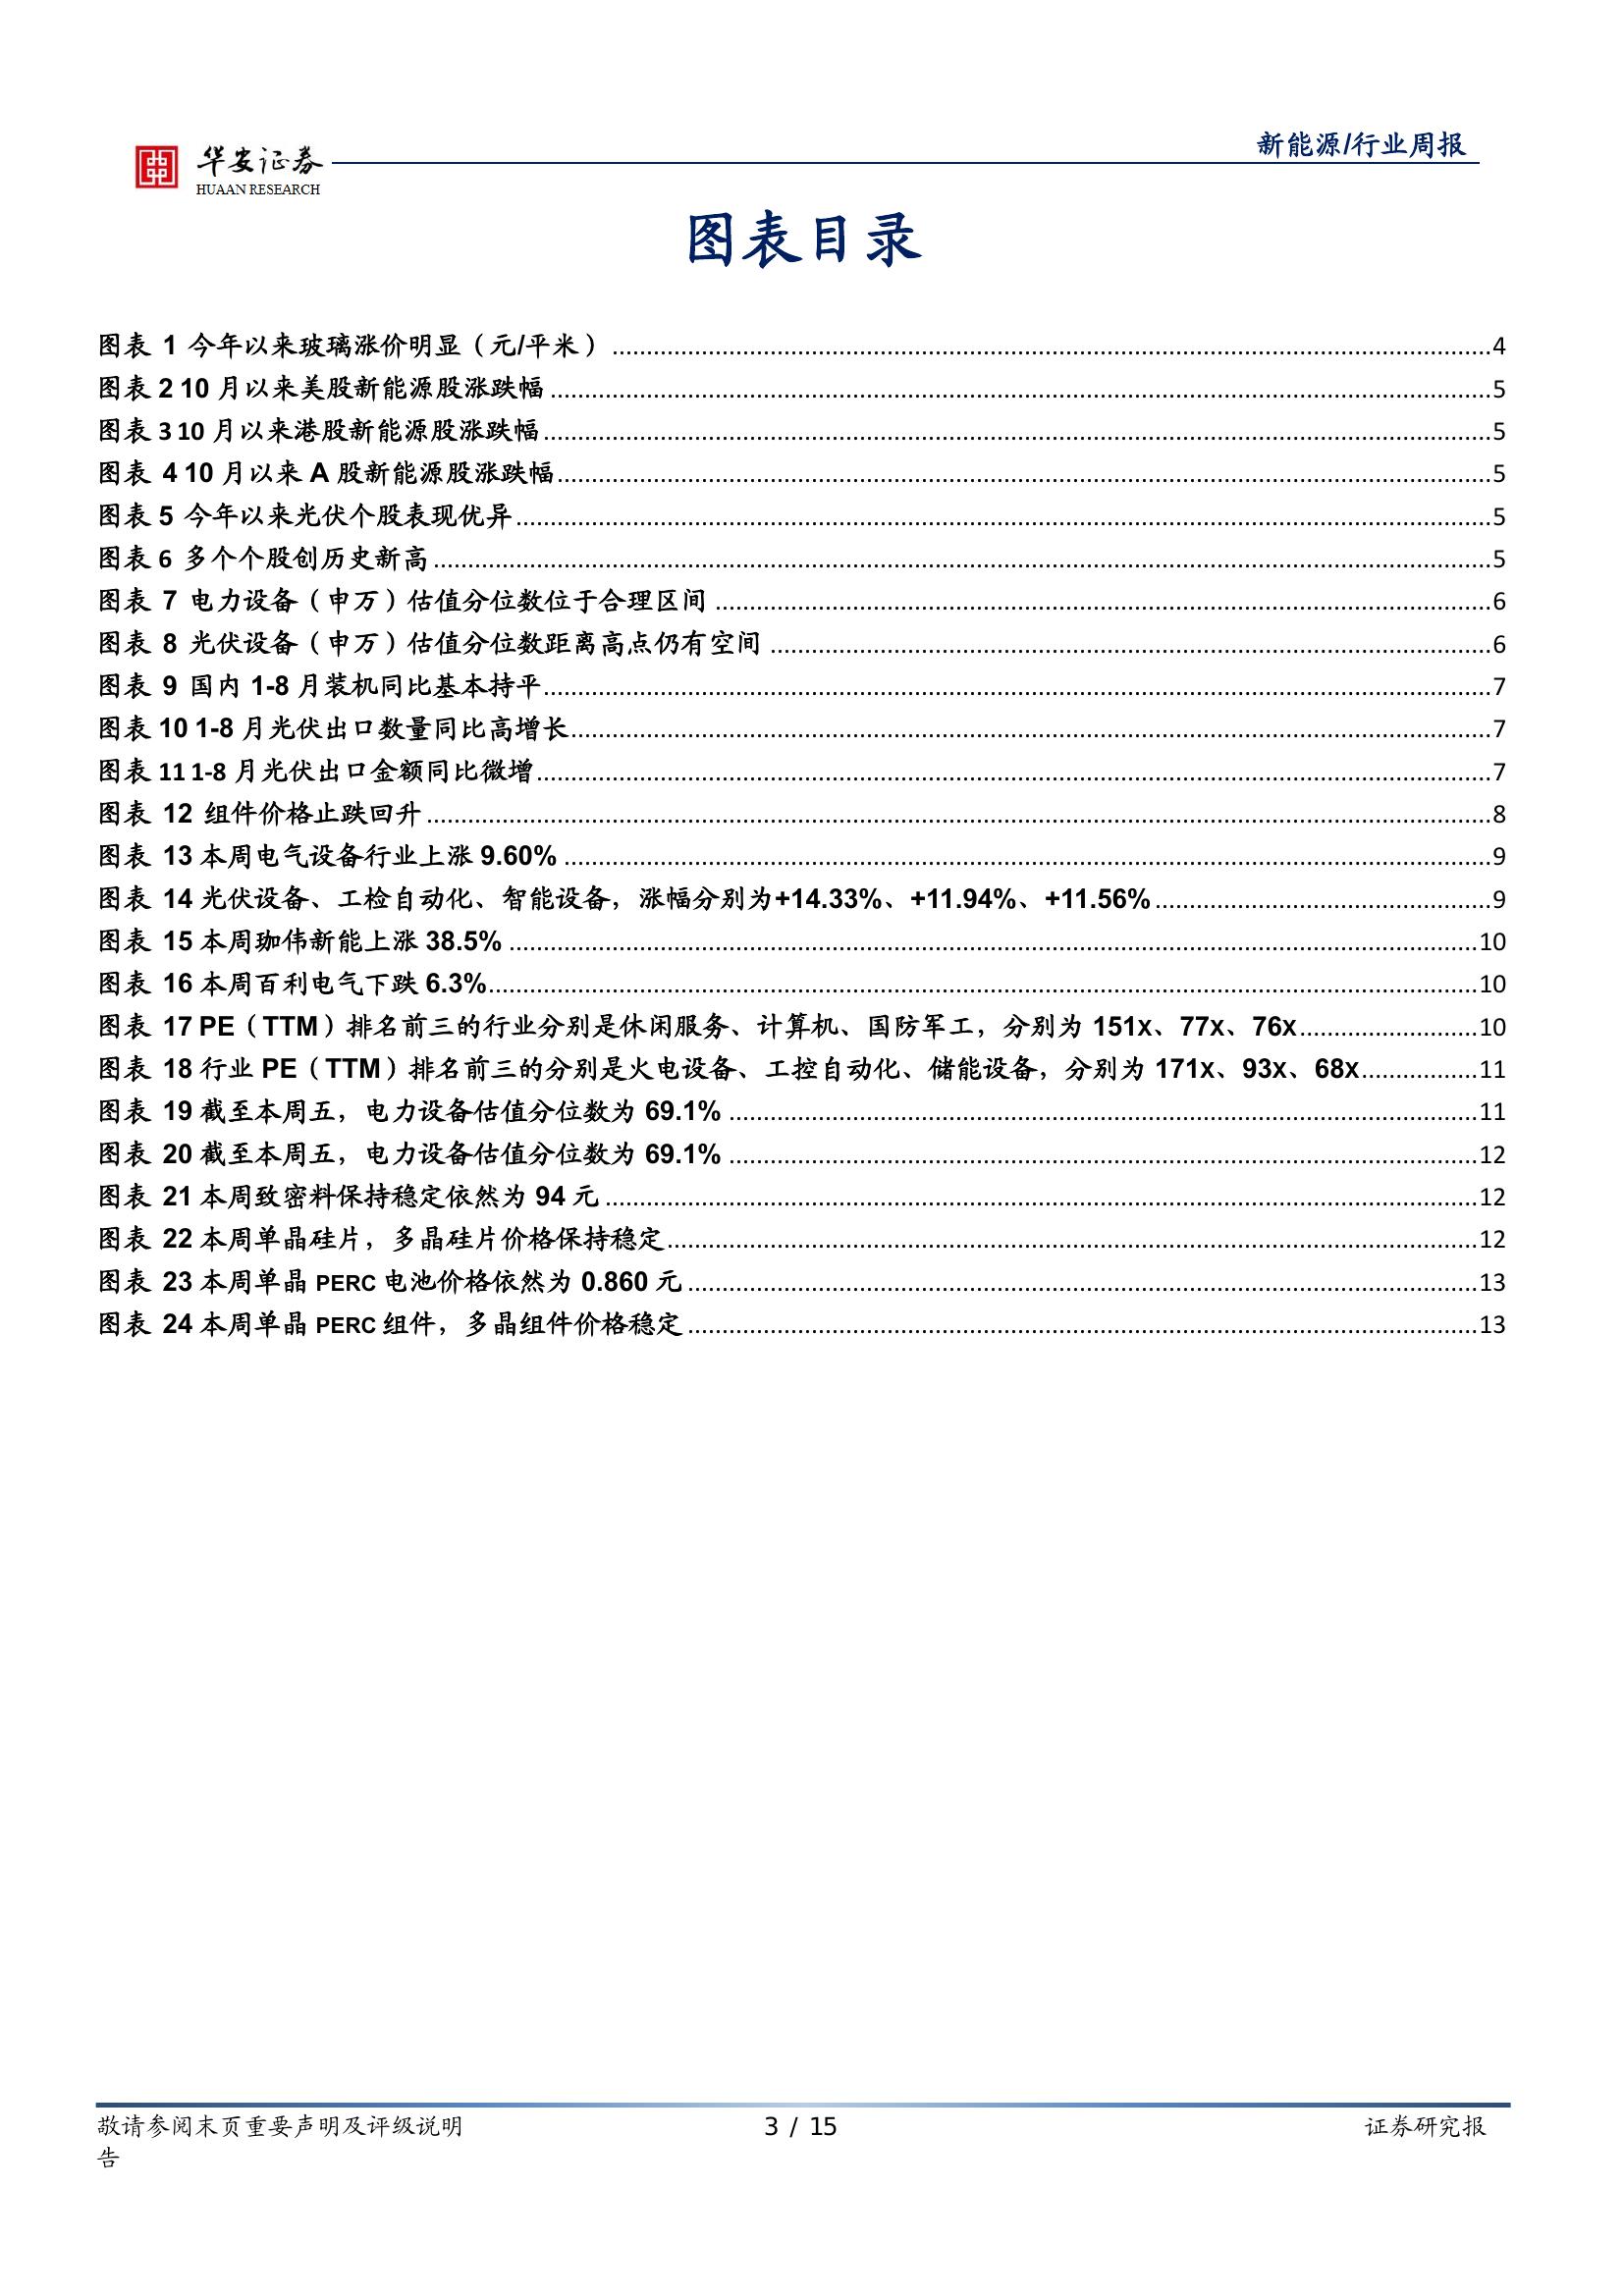 华安证券
HUAAN RESEARCH
新能源/行业周报
图表目录
图表 1 今年以来玻璃涨价明显（元/平米）........4
图表 2 10 月以来美股新能源股涨跌幅........5
图表 3 10 月以来港股新能源股涨跌幅........5
图表 4 10 月以来 A 股新能源股涨跌幅........5
图表 5 今年以来光伏个股表现优异........5
图表 6 多个个股创历史新高........5
图表 7 电力设备（申万）估值分位数位于合理区间........6
图表 8 光伏设备（申万）估值分位数距离高点仍有空间........6
图表 9 国内 1-8 月装机同比基本持平........7
图表 10 1-8 月光伏出口数量同比高增长........7
图表 11 1-8 月光伏出口金额同比微增........7
图表 12 组件价格止跌回升........8
图表 13 本周电气设备行业上涨 9.60%........9
图表 14 光伏设备、工检自动化、智能设备，涨幅分别为+14.33%、+11.94%、+11.56%........9
图表 15 本周珈伟新能上涨 38.5%........10
图表 16 本周百利电气下跌 6.3%........10
图表 17 PE（TTM）排名前三的行业分别是休闲服务、计算机、国防军工，分别为 151x、77x、76x........10
图表 18 行业 PE（TTM）排名前三的分别是火电设备、工控自动化、储能设备，分别为 171x、93x、68x........11
图表 19 截至本周五，电力设备估值分位数为 69.1%........11
图表 20 截至本周五，电力设备估值分位数为 69.1%........12
图表 21 本周致密料保持稳定依然为 94 元........12
图表 22 本周单晶硅片，多晶硅片价格保持稳定........12
图表 23 本周单晶 PERC 电池价格依然为 0.860 元........13
图表 24 本周单晶 PERC 组件，多晶组件价格稳定........13
敬请参阅末页重要声明及评级说明 3 / 15 证券研究报
告